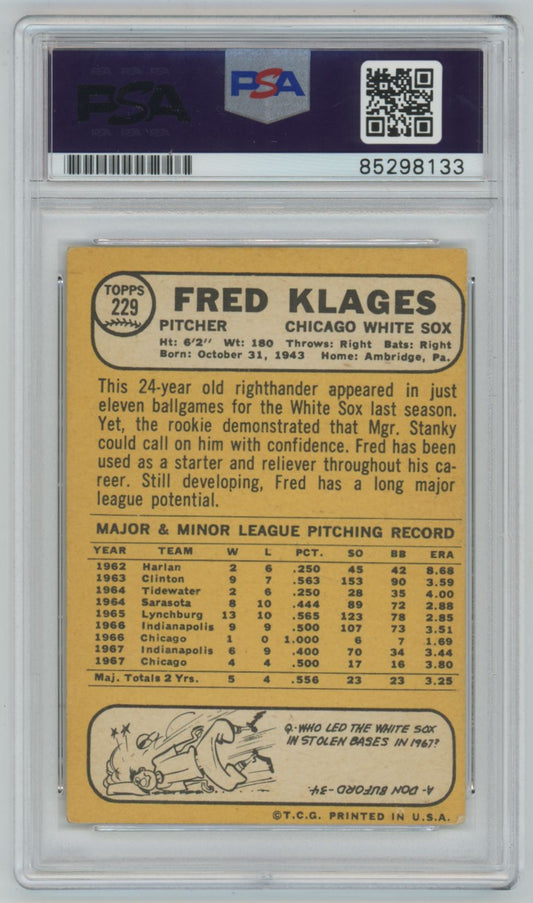 PSA PSA PSA
PSA
PSA PSA PSA
PSA
85298133
TOPPS
229
FRED KLAGES
PITCHER CHICAGO WHITE SOX
Ht: 6'2" Wt: 180 Throws: Right Bats: Right
Born: October 31, 1943 Home: Ambridge, Pa.
This 24-year old righthander appeared in just
eleven ballgames for the White Sox last season.
Yet, the rookie demonstrated that Mgr. Stanky
could call on him with confidence. Fred has been
used as a starter and reliever throughout his ca-
reer. Still developing, Fred has a long major
league potential.
MAJOR & MINOR LEAGUE PITCHING RECORD
YEAR TEAM W L PCT. SO BB ERA
1962 Harlan 2 6 .250 45 42 8.68
1963 Clinton 9 7 .563 153 90 3.59
1964 Tidewater 2 6 .250 28 35 4.00
1964 Sarasota 8 10 .444 89 72 2.88
1965 Lynchburg 13 10 .565 123 78 2.85
1966 Indianapolis 9 9 .500 107 73 3.51
1966 Chicago 1 0 1.000 6 7 1.69
1967 Indianapolis 6 9 .400 70 34 3.44
1967 Chicago 4 4 .500 17 16 3.80
Maj. Totals 2 Yrs. 5 4 .556 23 23 3.25
Q-WHO LED THE WHITE SOX
IN STOLEN BASES IN 1967?
A-DON BUFORD-34.
©T.C.G. PRINTED IN U.S.A.